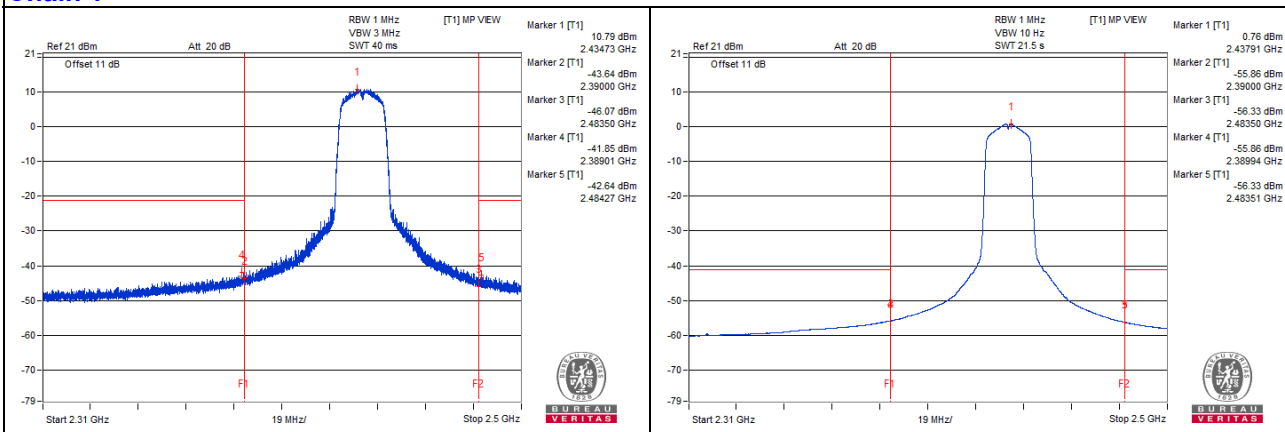 RBW 1 MHz
[T1] MP VIEW
VBW 3 MHz
Ref 21 dBm
Att 20 dB
SWT 40 ms
21
Offset 11 dB
10
0
-10
-20
-30
-40
-50
-60
-70
-79
1
4
2
5
3
F1
F2
Start 2.31 GHz
19 MHz/
Stop 2.5 GHz
Marker 1 [T1]
10.79 dBm
2.43473 GHz
Marker 2 [T1]
-43.64 dBm
2.39000 GHz
Marker 3 [T1]
-46.07 dBm
2.48350 GHz
Marker 4 [T1]
-41.85 dBm
2.38901 GHz
Marker 5 [T1]
-42.64 dBm
2.48427 GHz
BUREAU VERITAS
1828
BUREAU
VERITAS
RBW 1 MHz
[T1] MP VIEW
VBW 10 Hz
Ref 21 dBm
Att 20 dB
SWT 21.5 s
21
Offset 11 dB
10
0
-10
-20
-30
-40
-50
-60
-70
-79
1
F1
F2
Start 2.31 GHz
19 MHz/
Stop 2.5 GHz
Marker 1 [T1]
0.76 dBm
2.43791 GHz
Marker 2 [T1]
-55.86 dBm
2.39000 GHz
Marker 3 [T1]
-56.33 dBm
2.48350 GHz
Marker 4 [T1]
-55.86 dBm
2.38994 GHz
Marker 5 [T1]
-56.33 dBm
2.48351 GHz
BUREAU VERITAS
1828
BUREAU
VERITAS